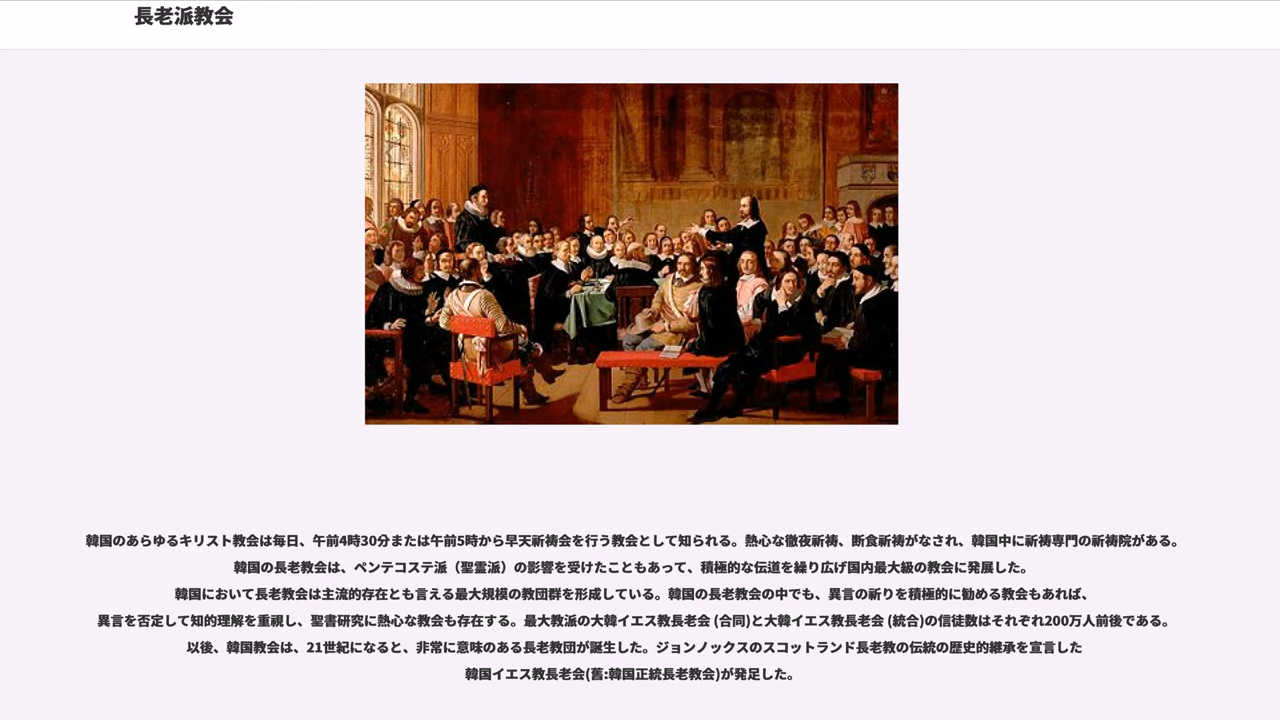 長老派教会
韓国のあらゆるキリスト教会は毎日、午前4時30分または午前5時から早天祈祷会を行う教会として知られる。熱心な徹夜祈祷、断食祈祷がなされ、韓国中に祈祷専門の祈祷院がある。
韓国の長老教会は、ペンテコステ派（聖霊派）の影響を受けたこともあって、積極的な伝道を繰り広げ国内最大級の教会に発展した。
韓国において長老教会は主流的存在とも言える最大規模の教団群を形成している。韓国の長老教会の中でも、異言の祈りを積極的に勧める教会もあれば、
異言を否定して知的理解を重視し、聖書研究に熱心な教会も存在する。最大教派の大韓イエス教長老会 (合同)と大韓イエス教長老会 (統合)の信徒数はそれぞれ200万人前後である。
以後、韓国教会は、21世紀になると、非常に意味のある長老教団が誕生した。ジョンノックスのスコットランド長老教の伝統の歴史的継承を宣言した
韓国イエス教長老会(舊:韓国正統長老教会)が発足した。